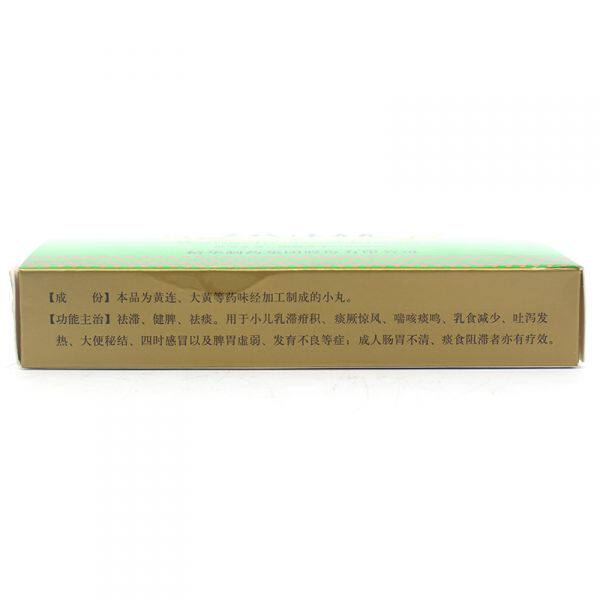 【成　份】本品为黄连、大黄等药味经加工制成的小丸。
【功能主治】祛滞、健脾、祛痰。用于小儿乳滞疳积、痰厥惊风、喘咳痰鸣、乳食减少、吐泻发
热、大便秘结、四时感冒以及脾胃虚弱、发育不良等症；成人肠胃不清、痰食阻滞者亦有疗效。